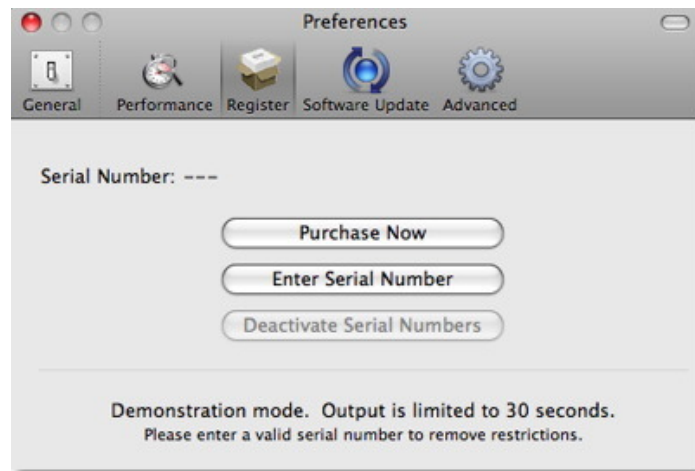 Preferences
General Performance Register Software Update Advanced
Serial Number: ---
Purchase Now
Enter Serial Number
Deactivate Serial Numbers
Demonstration mode. Output is limited to 30 seconds.
Please enter a valid serial number to remove restrictions.